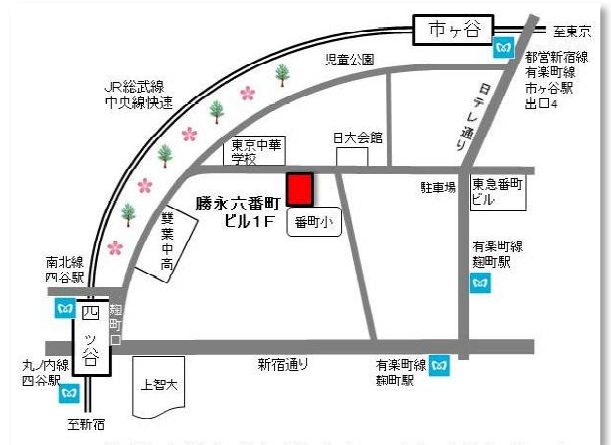 市ヶ谷
至東京
都営新宿線
有楽町線
市ヶ谷駅
出口4
児童公園
JR総武線
中央線快速
日テレ通り
東京中華
学校
日大会館
駐車場
東急番町
ビル
勝永六番町
ビル1F
番町小
雙葉中高
有楽町線
麹町駅
南北線
四谷駅
麹町口
四ッ谷
丸ノ内線
四谷駅
上智大
新宿通り
有楽町線
麹町駅
至新宿